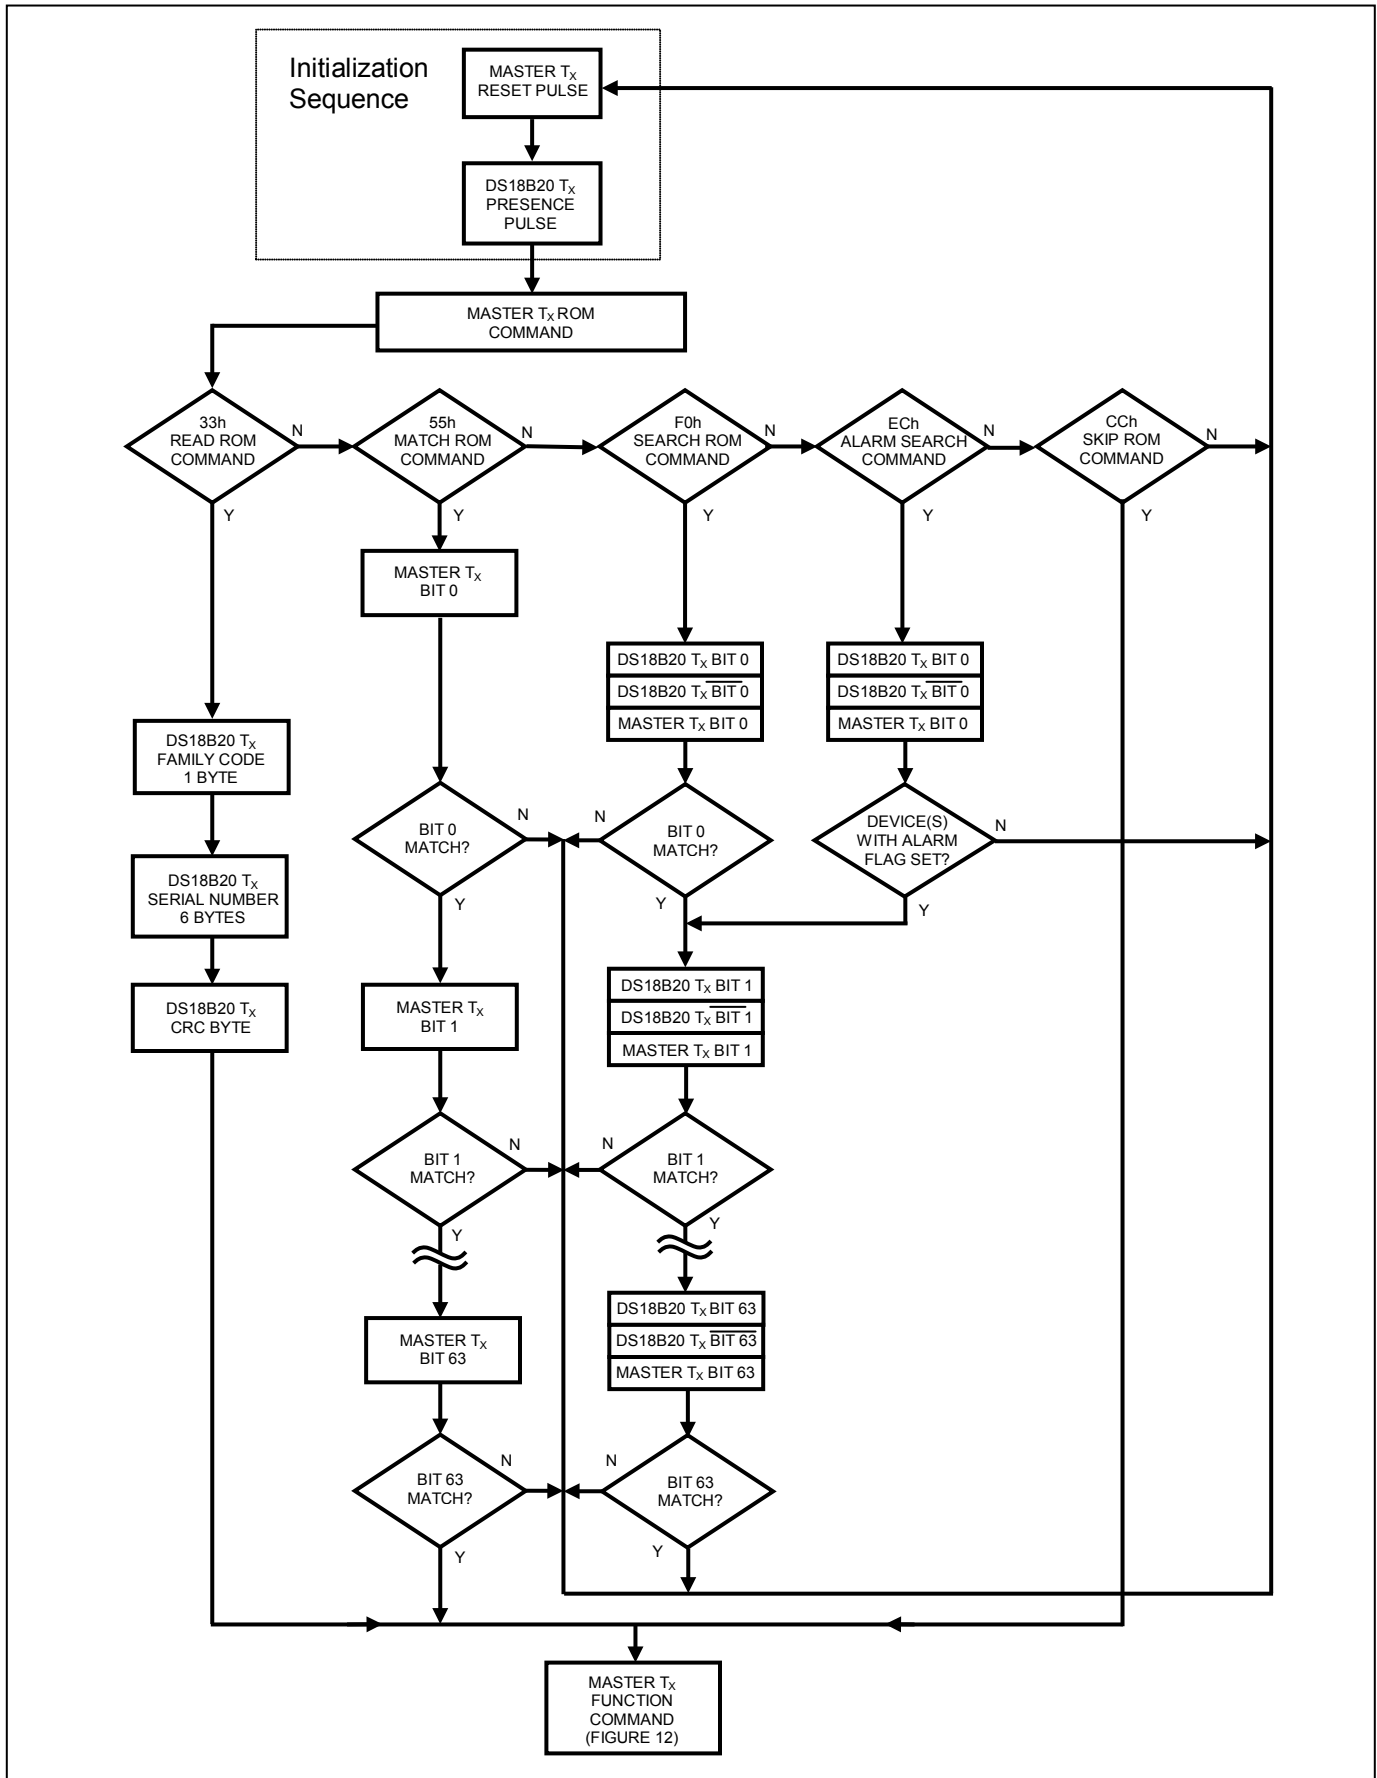 Initialization
Sequence
MASTER TX
RESET PULSE
DS18B20 TX
PRESENCE
PULSE
MASTER TX ROM
COMMAND
33h
READ ROM
COMMAND
N
Y
55h
MATCH ROM
COMMAND
N
Y
F0h
SEARCH ROM
COMMAND
N
Y
ECh
ALARM SEARCH
COMMAND
N
Y
CCh
SKIP ROM
COMMAND
N
Y
MASTER TX
BIT 0
DS18B20 TX BIT 0
DS18B20 TX BIT 0
MASTER TX BIT 0
DS18B20 TX BIT 0
DS18B20 TX BIT 0
MASTER TX BIT 0
DS18B20 TX
FAMILY CODE
1 BYTE
BIT 0
MATCH?
N
Y
BIT 0
MATCH?
N
Y
DEVICE(S)
WITH ALARM
FLAG SET?
N
Y
DS18B20 TX
SERIAL NUMBER
6 BYTES
DS18B20 TX
CRC BYTE
MASTER TX
BIT 1
DS18B20 TX BIT 1
DS18B20 TX BIT 1
MASTER TX BIT 1
BIT 1
MATCH?
N
Y
BIT 1
MATCH?
N
Y
MASTER TX
BIT 63
DS18B20 TX BIT 63
DS18B20 TX BIT 63
MASTER TX BIT 63
BIT 63
MATCH?
N
Y
BIT 63
MATCH?
N
Y
MASTER TX
FUNCTION
COMMAND
(FIGURE 12)